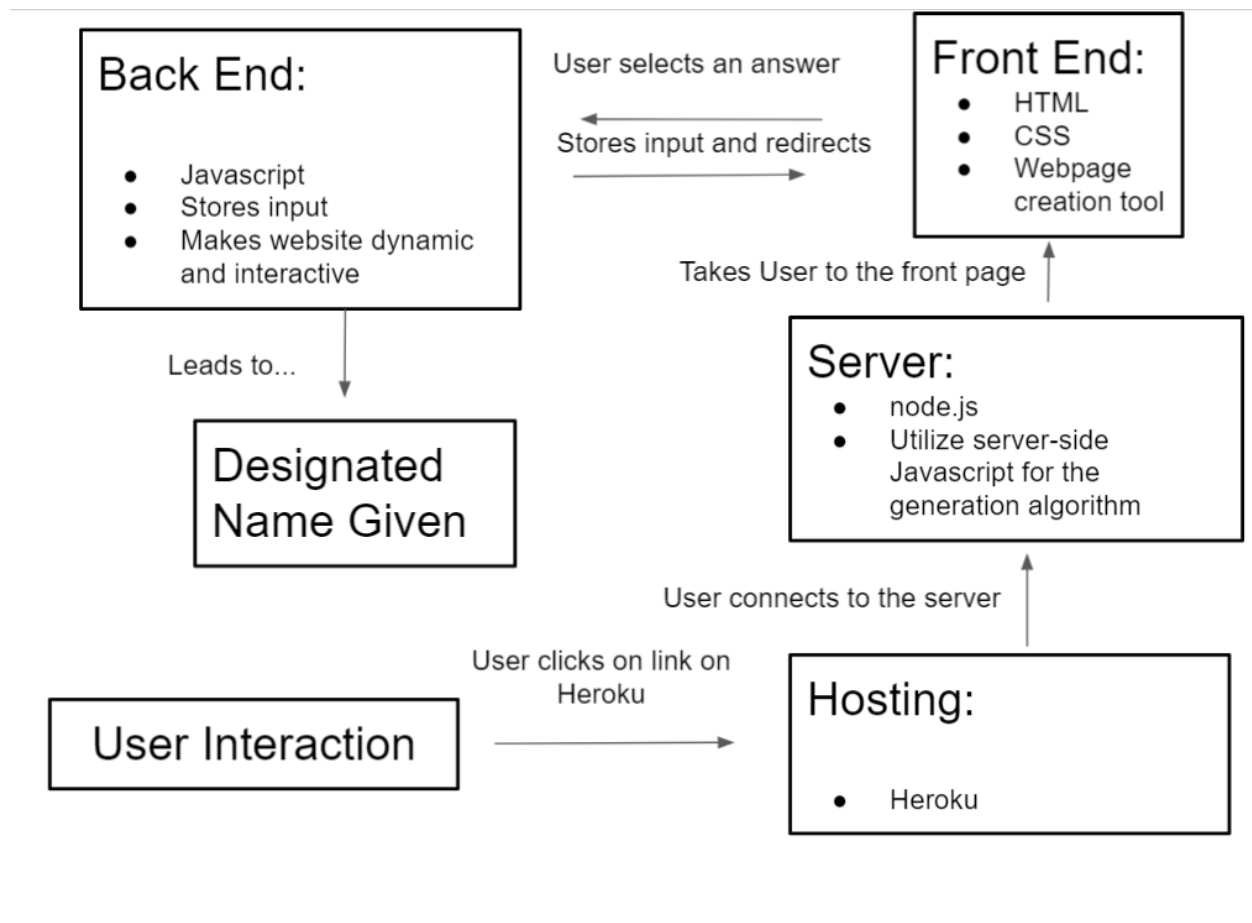 Back End:
Javascript
Stores input
Makes website dynamic
and interactive
User selects an answer
Stores input and redirects
Front End:
HTML
CSS
Webpage
creation tool
Takes User to the front page
Server:
node.js
Utilize server-side
Javascript for the
generation algorithm
Leads to...
Designated
Name Given
User connects to the server
User clicks on link on
Heroku
User Interaction
Hosting:
Heroku